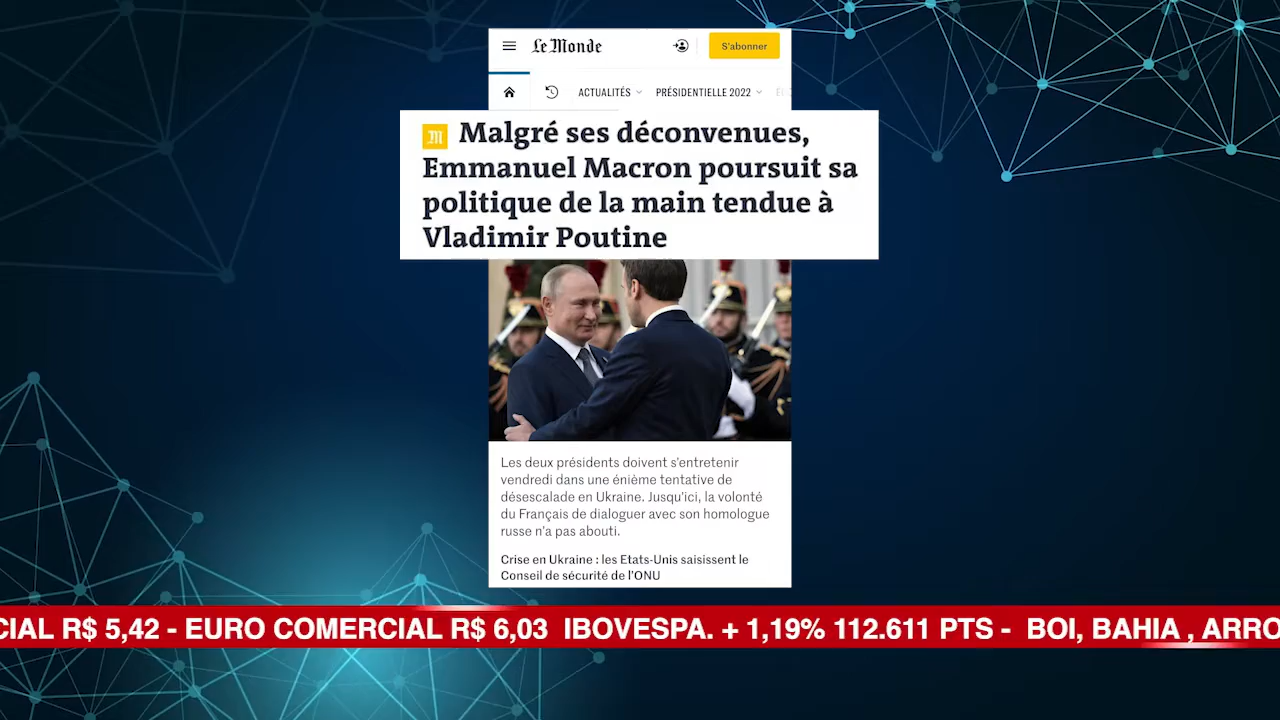 Le Monde
S'abonner
ACTUALITÉS
PRÉSIDENTIELLE 2022
M Malgré ses déconvenues,
Emmanuel Macron poursuit sa
politique de la main tendue à
Vladimir Poutine
Les deux présidents doivent s'entretenir
vendredi dans une énième tentative de
désescalade en Ukraine. Jusqu'ici, la volonté
du Français de dialoguer avec son homologue
russe n'a pas abouti.
Crise en Ukraine : les Etats-Unis saisissent le
Conseil de sécurité de l'ONU
CIAL R$ 5,42 - EURO COMERCIAL R$ 6,03 IBOVESPA. + 1,19% 112.611 PTS - BOI, BAHIA , ARRO